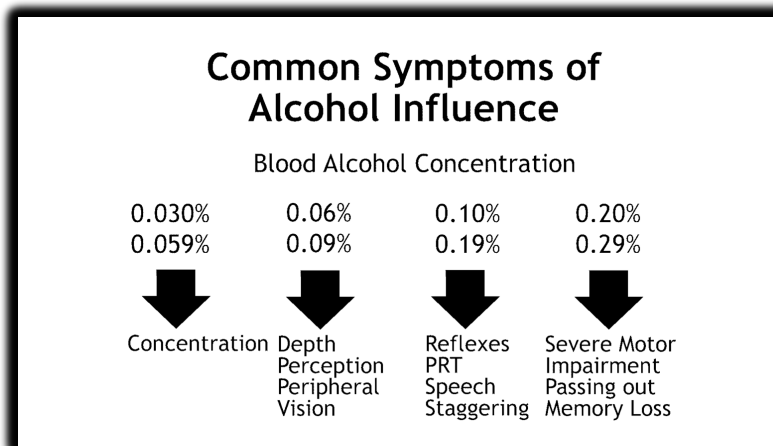 Common Symptoms of
Alcohol Influence
Blood Alcohol Concentration
0.030% 0.06% 0.10% 0.20%
0.059% 0.09% 0.19% 0.29%
Concentration Depth Reflexes Severe Motor
Perception PRT Impairment
Peripheral Speech Passing out
Vision Staggering Memory Loss